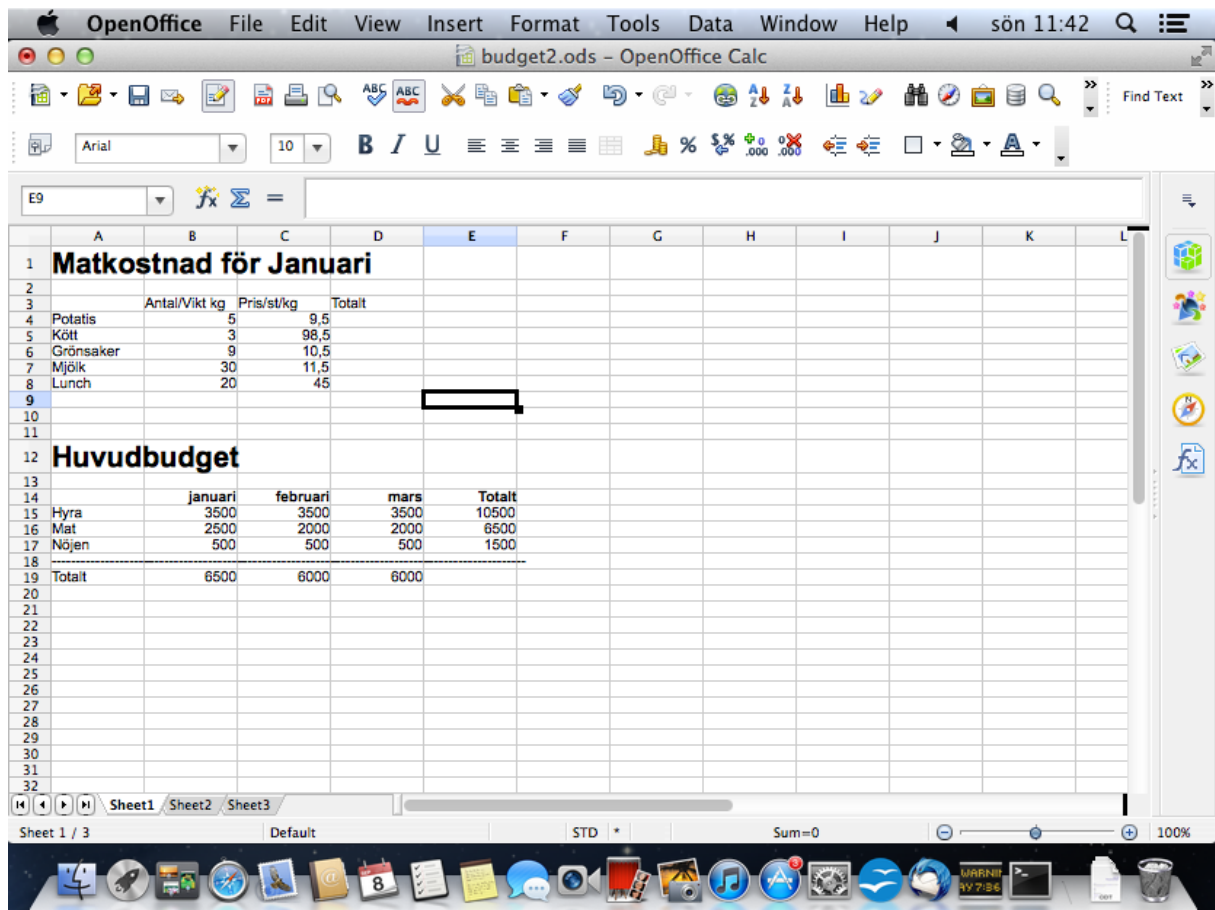 OpenOffice File Edit View Insert Format Tools Data Window Help sön 11:42
budget2.ods – OpenOffice Calc
Find Text
Arial 10 B I U
E9
A B C D E F G H I J K L
1 Matkostnad för Januari
2
3 Antal/Vikt kg Pris/st/kg Totalt
4 Potatis 5 9,5
5 Kött 3 98,5
6 Grönsaker 9 10,5
7 Mjölk 30 11,5
8 Lunch 20 45
9
10
11
12 Huvudbudget
13
14 januari februari mars Totalt
15 Hyra 3500 3500 3500 10500
16 Mat 2500 2000 2000 6500
17 Nöjen 500 500 500 1500
18
19 Totalt 6500 6000 6000
20
21
22
23
24
25
26
27
28
29
30
31
32
Sheet1 Sheet2 Sheet3
Sheet 1 / 3 Default STD * Sum=0 100%